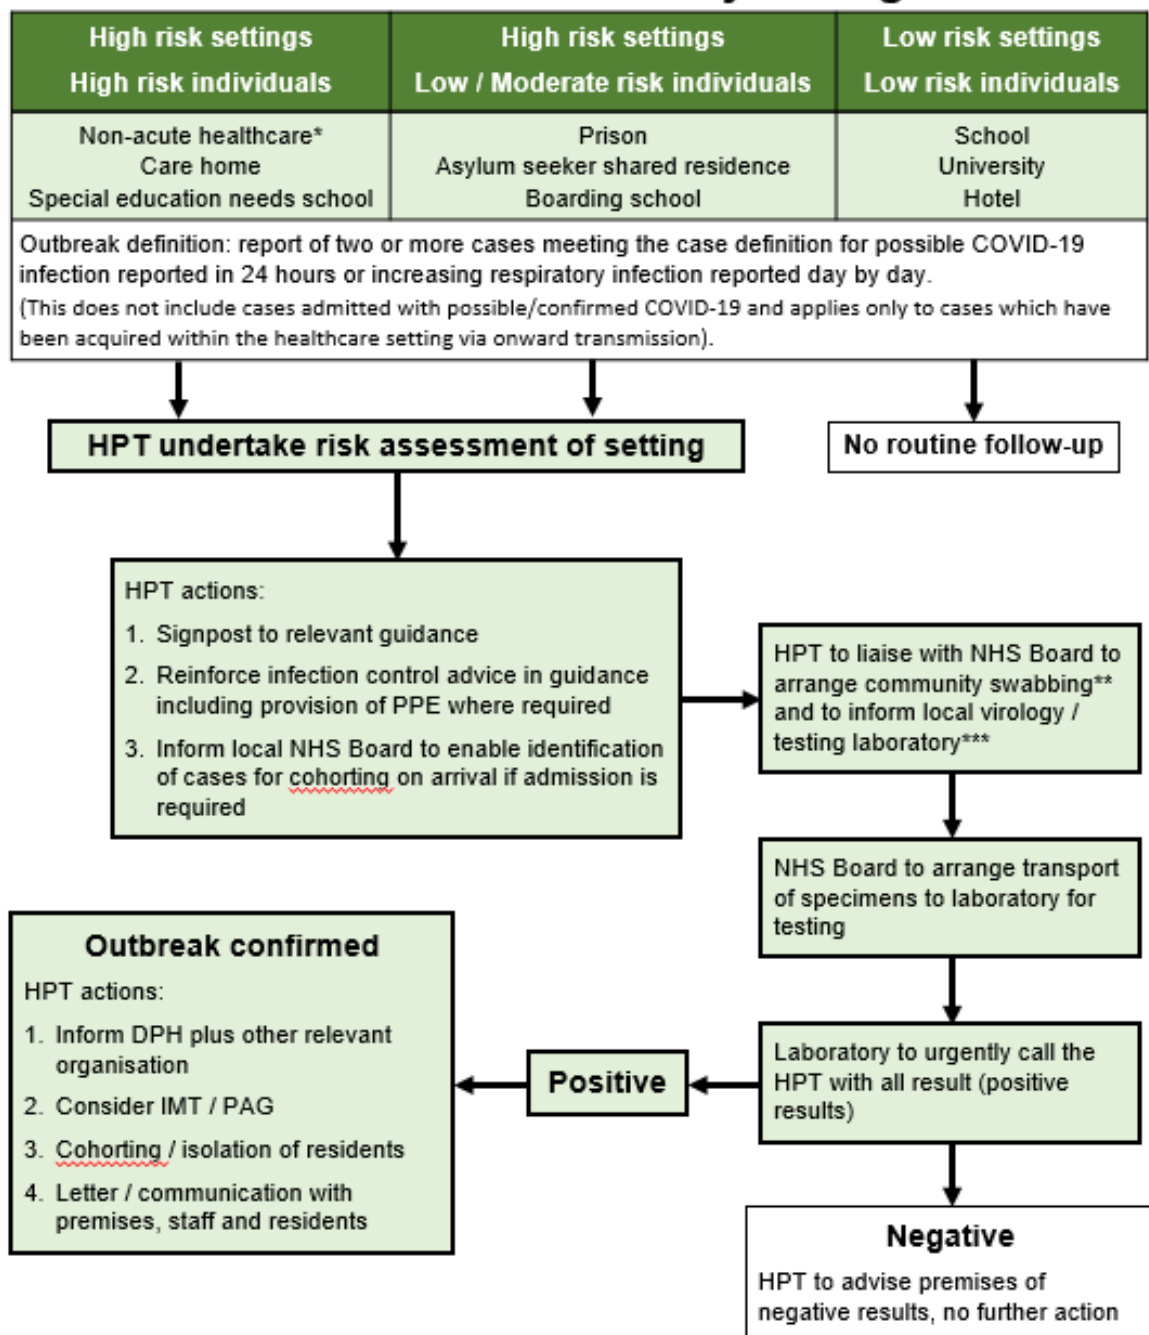 High risk settings
High risk individuals
High risk settings
Low / Moderate risk individuals
Low risk settings
Low risk individuals
Non-acute healthcare*
Care home
Special education needs school
Prison
Asylum seeker shared residence
Boarding school
School
University
Hotel
Outbreak definition: report of two or more cases meeting the case definition for possible COVID-19
infection reported in 24 hours or increasing respiratory infection reported day by day.
(This does not include cases admitted with possible/confirmed COVID-19 and applies only to cases which have
been acquired within the healthcare setting via onward transmission).
HPT undertake risk assessment of setting
No routine follow-up
HPT actions:
1. Signpost to relevant guidance
2. Reinforce infection control advice in guidance
including provision of PPE where required
3. Inform local NHS Board to enable identification
of cases for cohorting on arrival if admission is
required
HPT to liaise with NHS Board to
arrange community swabbing**
and to inform local virology /
testing laboratory***
NHS Board to arrange transport
of specimens to laboratory for
testing
Laboratory to urgently call the
HPT with all result (positive
results)
Positive
Outbreak confirmed
HPT actions:
1. Inform DPH plus other relevant
organisation
2. Consider IMT / PAG
3. Cohorting / isolation of residents
4. Letter / communication with
premises, staff and residents
Negative
HPT to advise premises of
negative results, no further action